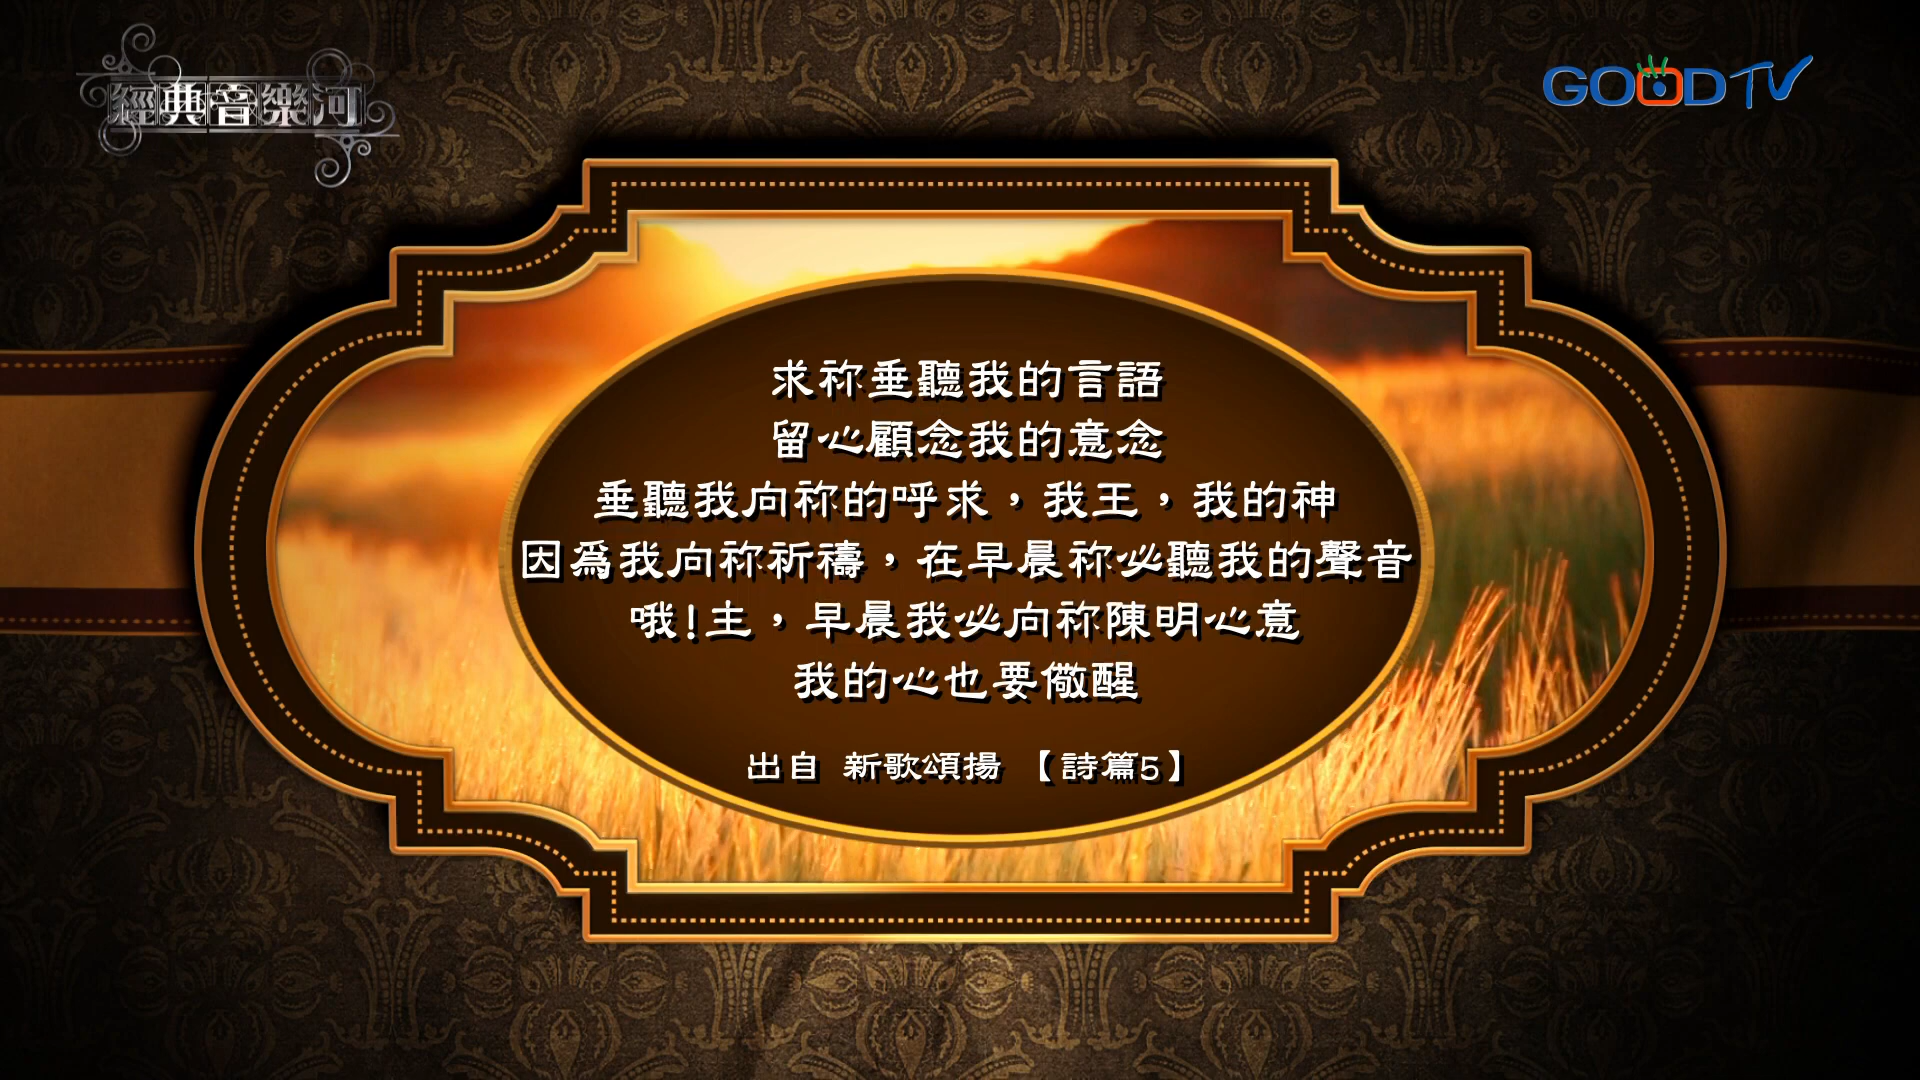 經典音樂河
GOODTV
求祢垂聽我的言語
留心顧念我的意念
垂聽我向祢的呼求，我王，我的神
因為我向祢祈禱，在早晨祢必聽我的聲音
哦!主，早晨我必向祢陳明心意
我的心也要儆醒
出自 新歌頌揚 【詩篇5】